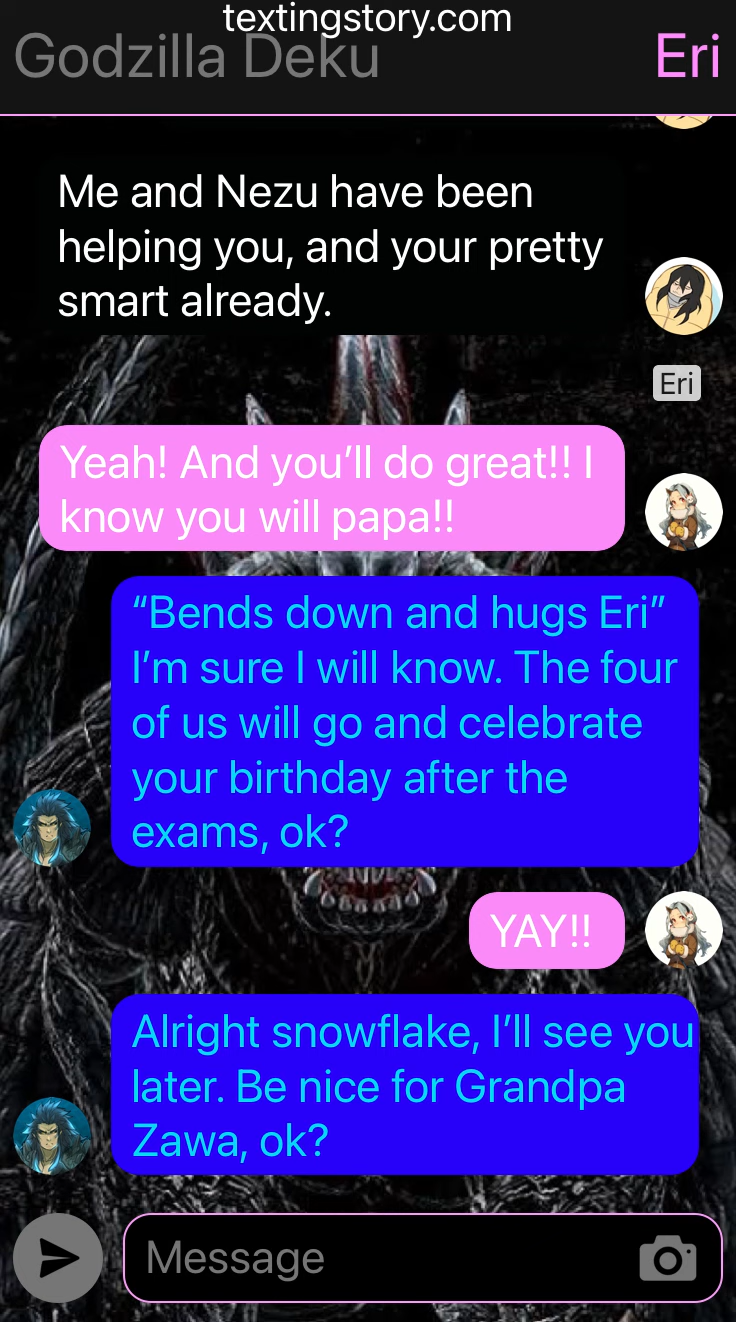 textingstory.com
Godzilla Deku
Eri
Me and Nezu have been
helping you, and your pretty
smart already.
Eri
Yeah! And you’ll do great!! I
know you will papa!!
“Bends down and hugs Eri”
I’m sure I will know. The four
of us will go and celebrate
your birthday after the
exams, ok?
YAY!!
Alright snowflake, I’ll see you
later. Be nice for Grandpa
Zawa, ok?
Message